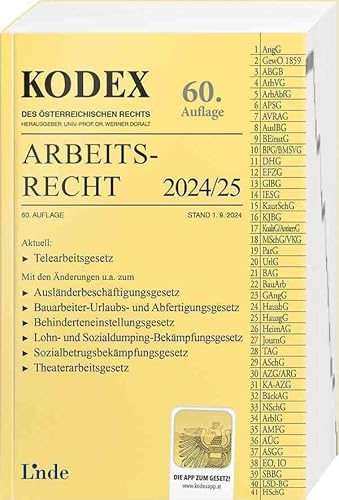 KODEX
DES ÖSTERREICHISCHEN RECHTS
HERAUSGEBER: UNIV.-PROF. DR. WERNER DORALT
60.
Auflage
ARBEITS-
RECHT 2024/25
60. AUFLAGE
STAND 1. 9. 2024
Aktuell:
▸ Telearbeitsgesetz
Mit den Änderungen u.a. zum
▸ Ausländerbeschäftigungsgesetz
▸ Bauarbeiter-Urlaubs- und Abfertigungsgesetz
▸ Behinderteneinstellungsgesetz
▸ Lohn- und Sozialdumping-Bekämpfungsgesetz
▸ Sozialbetrugsbekämpfungsgesetz
▸ Theaterarbeitsgesetz
Linde
DIE APP ZUM GESETZ!
www.kodexapp.at
1 AngG
2 GewO 1859
3 ABGB
4 ArbVG
5 ArbAbfG
6 APSG
7 AVRAG
8 AuslBG
9 BEinstG
10 BPG/BMSVG
11 DHG
12 EFZG
13 GlBG
14 IESG
15 KautSchG
16 KJBG
17 KoalG/AntiterrG
18 MSchG/VKG
19 ParG
20 UrlG
21 BAG
22 BauArb
23 GAngG
24 HausbG
25 HausgG
26 HeimAG
27 JournG
28 TAG
29 ASchG
30 AZG/ARG
31 KA-AZG
32 BäckAG
33 NSchG
34 ArbIG
35 AMFG
36 AÜG
37 ASGG
38 EO, IO
39 SBBG
40 LSD-BG
41 HSchG